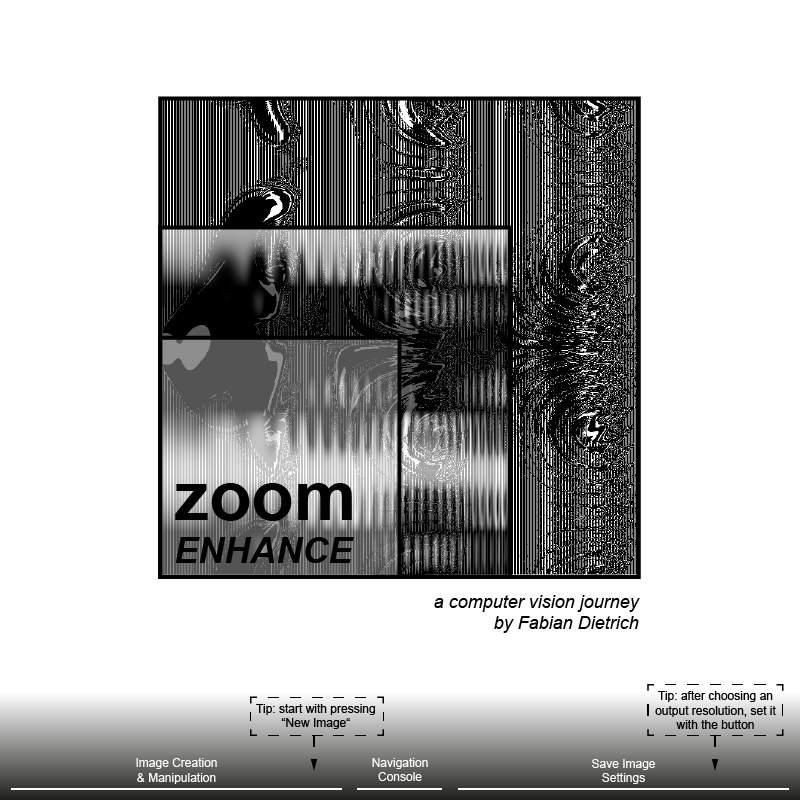 zoom
ENHANCE
a computer vision journey
by Fabian Dietrich
Tip: start with pressing
“New Image“
Tip: after choosing an
output resolution, set it
with the button
Image Creation
& Manipulation
Navigation
Console
Save Image
Settings